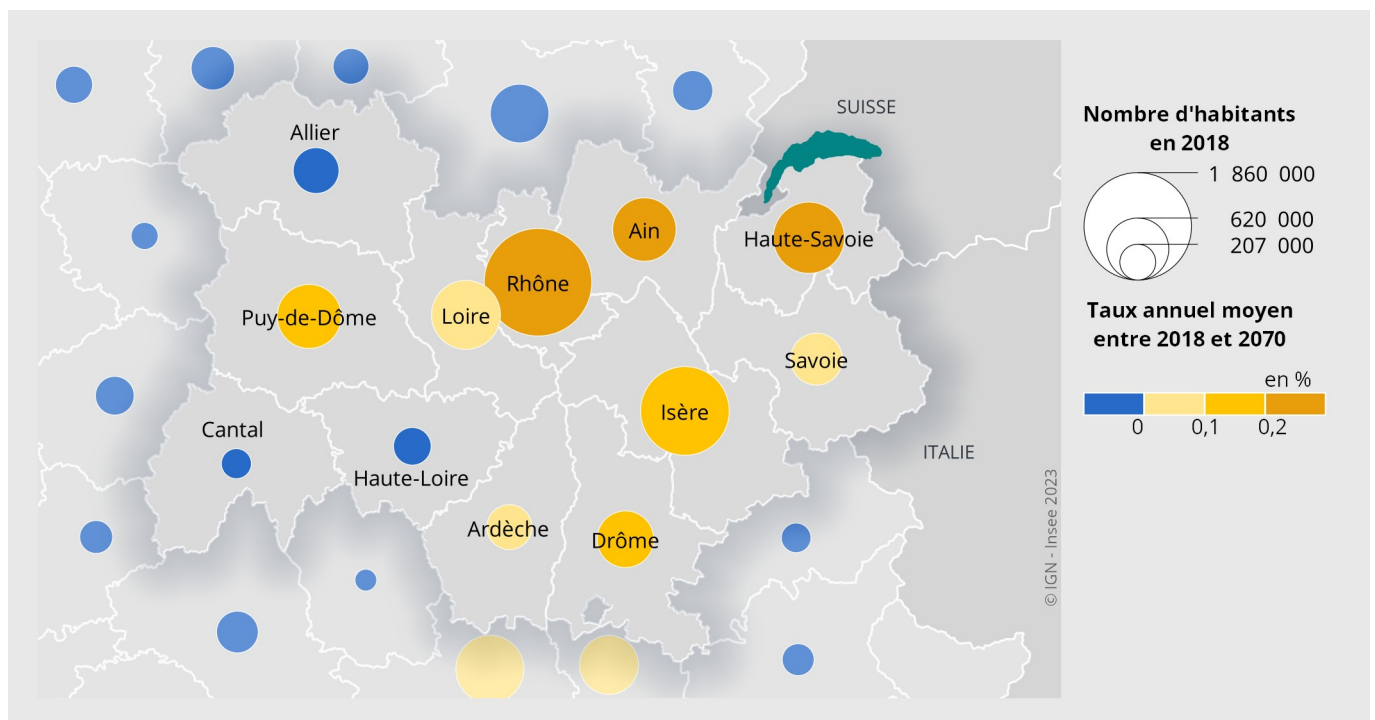 SUISSE
Allier
Ain
Haute-Savoie
Rhône
Loire
Puy-de-Dôme
Savoie
Isère
Cantal
Haute-Loire
ITALIE
Ardèche
Drôme
© IGN - Insee 2023
Nombre d'habitants
en 2018
1 860 000
620 000
207 000
Taux annuel moyen
entre 2018 et 2070
en %
0 0,1 0,2